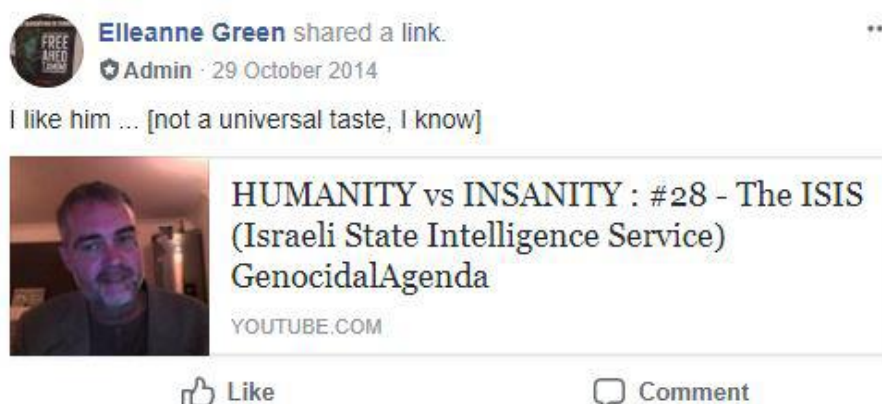 Elleanne Green shared a link.
Admin · 29 October 2014
I like him ... [not a universal taste, I know]
HUMANITY vs INSANITY : #28 - The ISIS
(Israeli State Intelligence Service)
GenocidalAgenda
YOUTUBE.COM
Like
Comment